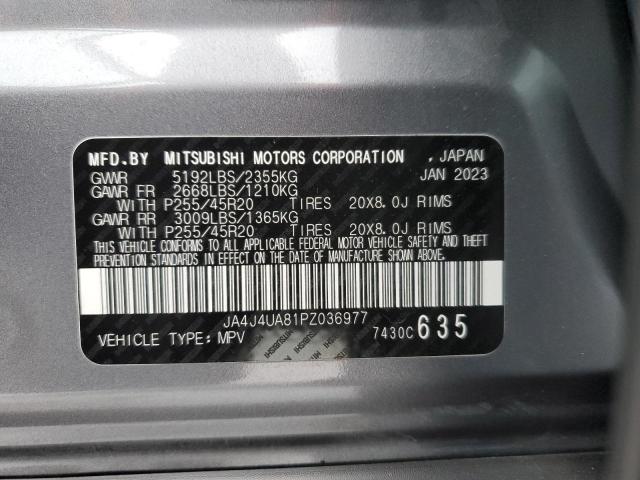 MFD.BY MITSUBISHI MOTORS CORPORATION , JAPAN
GVWR 5192LBS/2355KG JAN 2023
GAWR FR 2668LBS/1210KG
WITH P255/45R20 TIRES 20X8.0J RIMS
GAWR RR 3009LBS/1365KG
WITH P255/45R20 TIRES 20X8.0J RIMS
THIS VEHICLE CONFORMS TO ALL APPLICABLE FEDERAL MOTOR VEHICLE SAFETY AND THEFT
PREVENTION STANDARDS IN EFFECT ON THE DATE OF MANUFACTURE SHOWN ABOVE.
JA4J4UA81PZ036977
VEHICLE TYPE: MPV 7430C 635